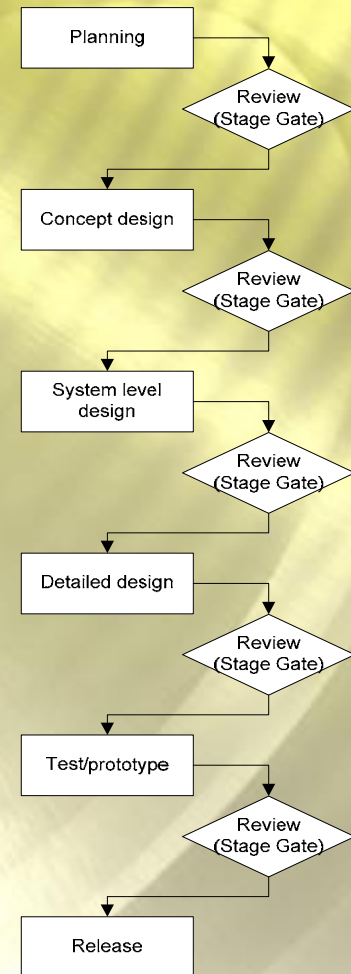 Planning
Review
(Stage Gate)
Concept design
Review
(Stage Gate)
System level
design
Review
(Stage Gate)
Detailed design
Review
(Stage Gate)
Test/prototype
Review
(Stage Gate)
Release